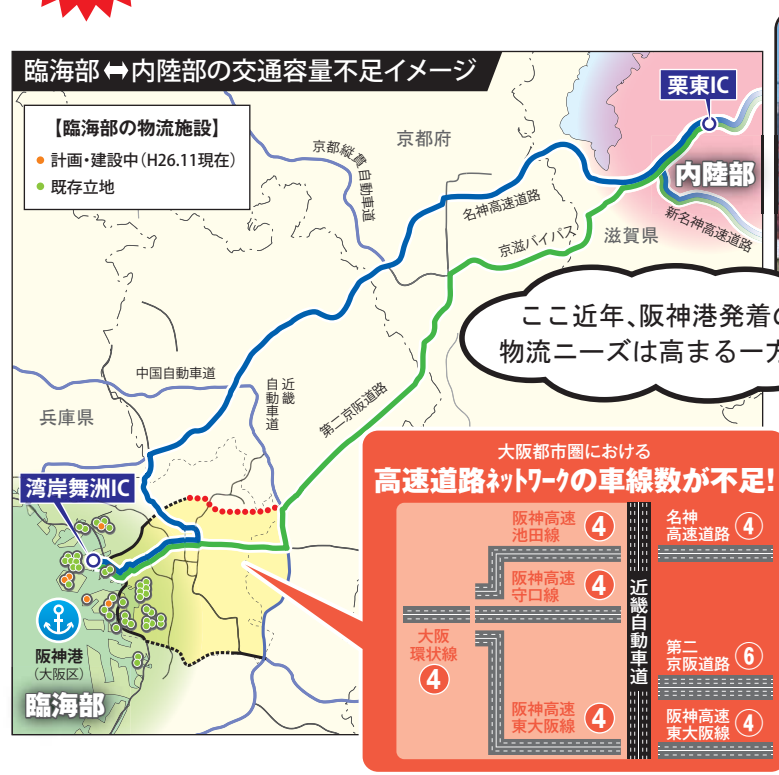 臨海部⬌内陸部の交通容量不足イメージ
【臨海部の物流施設】
計画・建設中(H26.11現在)
既存立地
京都縦貫自動車道
京都府
栗東IC
内陸部
名神高速道路
京滋バイパス
滋賀県
新名神高速道路
ここ近年、阪神港発着の
物流ニーズは高まる一方
中国自動車道
近畿
自動車道
第二京阪道路
兵庫県
湾岸舞洲IC
阪神港
(大阪区)
臨海部
大阪都市圏における
高速道路ネットワークの車線数が不足!
阪神高速
池田線 ④
名神
高速道路 ④
阪神高速
守口線 ④
近畿自動車道
大阪
環状線
④
第二
京阪道路 ⑥
阪神高速
東大阪線 ④
阪神高速
東大阪線 ④